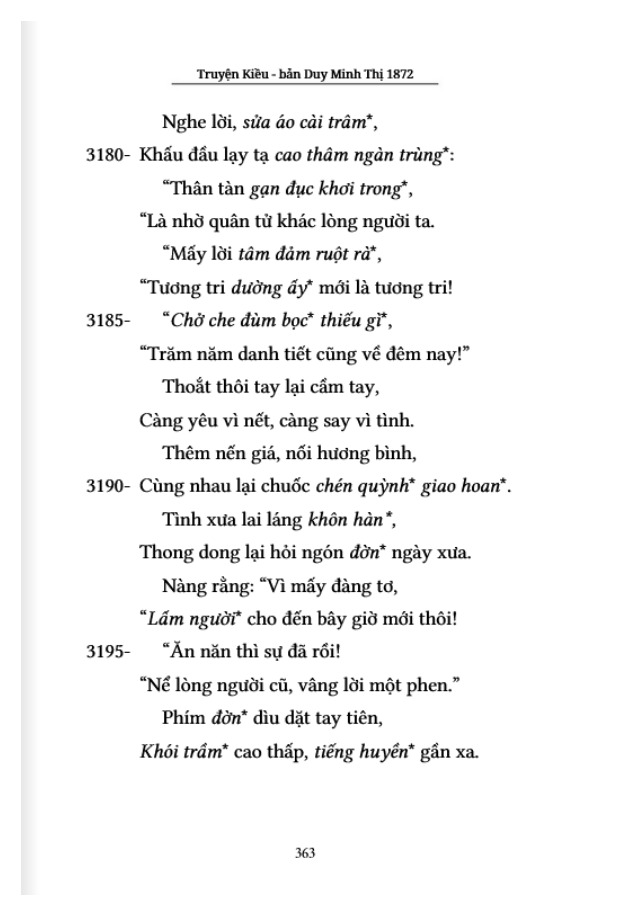 Truyện Kiều - bản Duy Minh Thị 1872
Nghe lời, sửa áo cài trâm*,
3180- Khấu đầu lạy tạ cao thâm ngàn trùng*:
“Thân tàn gạn đục khơi trong*,
“Là nhờ quân tử khác lòng người ta.
“Mấy lời tâm đảm ruột rà*,
“Tương tri dường ấy* mới là tương tri!
3185- “Chở che đùm bọc* thiếu gì*,
“Trăm năm danh tiết cũng về đêm nay!”
Thoắt thôi tay lại cầm tay,
Càng yêu vì nết, càng say vì tình.
Thêm nến giá, nối hương bình,
3190- Cùng nhau lại chuốc chén quỳnh* giao hoan*.
Tình xưa lai láng khôn hàn*,
Thong dong lại hỏi ngón đờn* ngày xưa.
Nàng rằng: “Vì mấy đàng tơ,
“Lầm người* cho đến bây giờ mới thôi!
3195- “Ăn năn thì sự đã rồi!
“Nể lòng người cũ, vâng lời một phen.”
Phím đờn* dìu dặt tay tiên,
Khói trầm* cao thấp, tiếng huyền* gần xa.
363